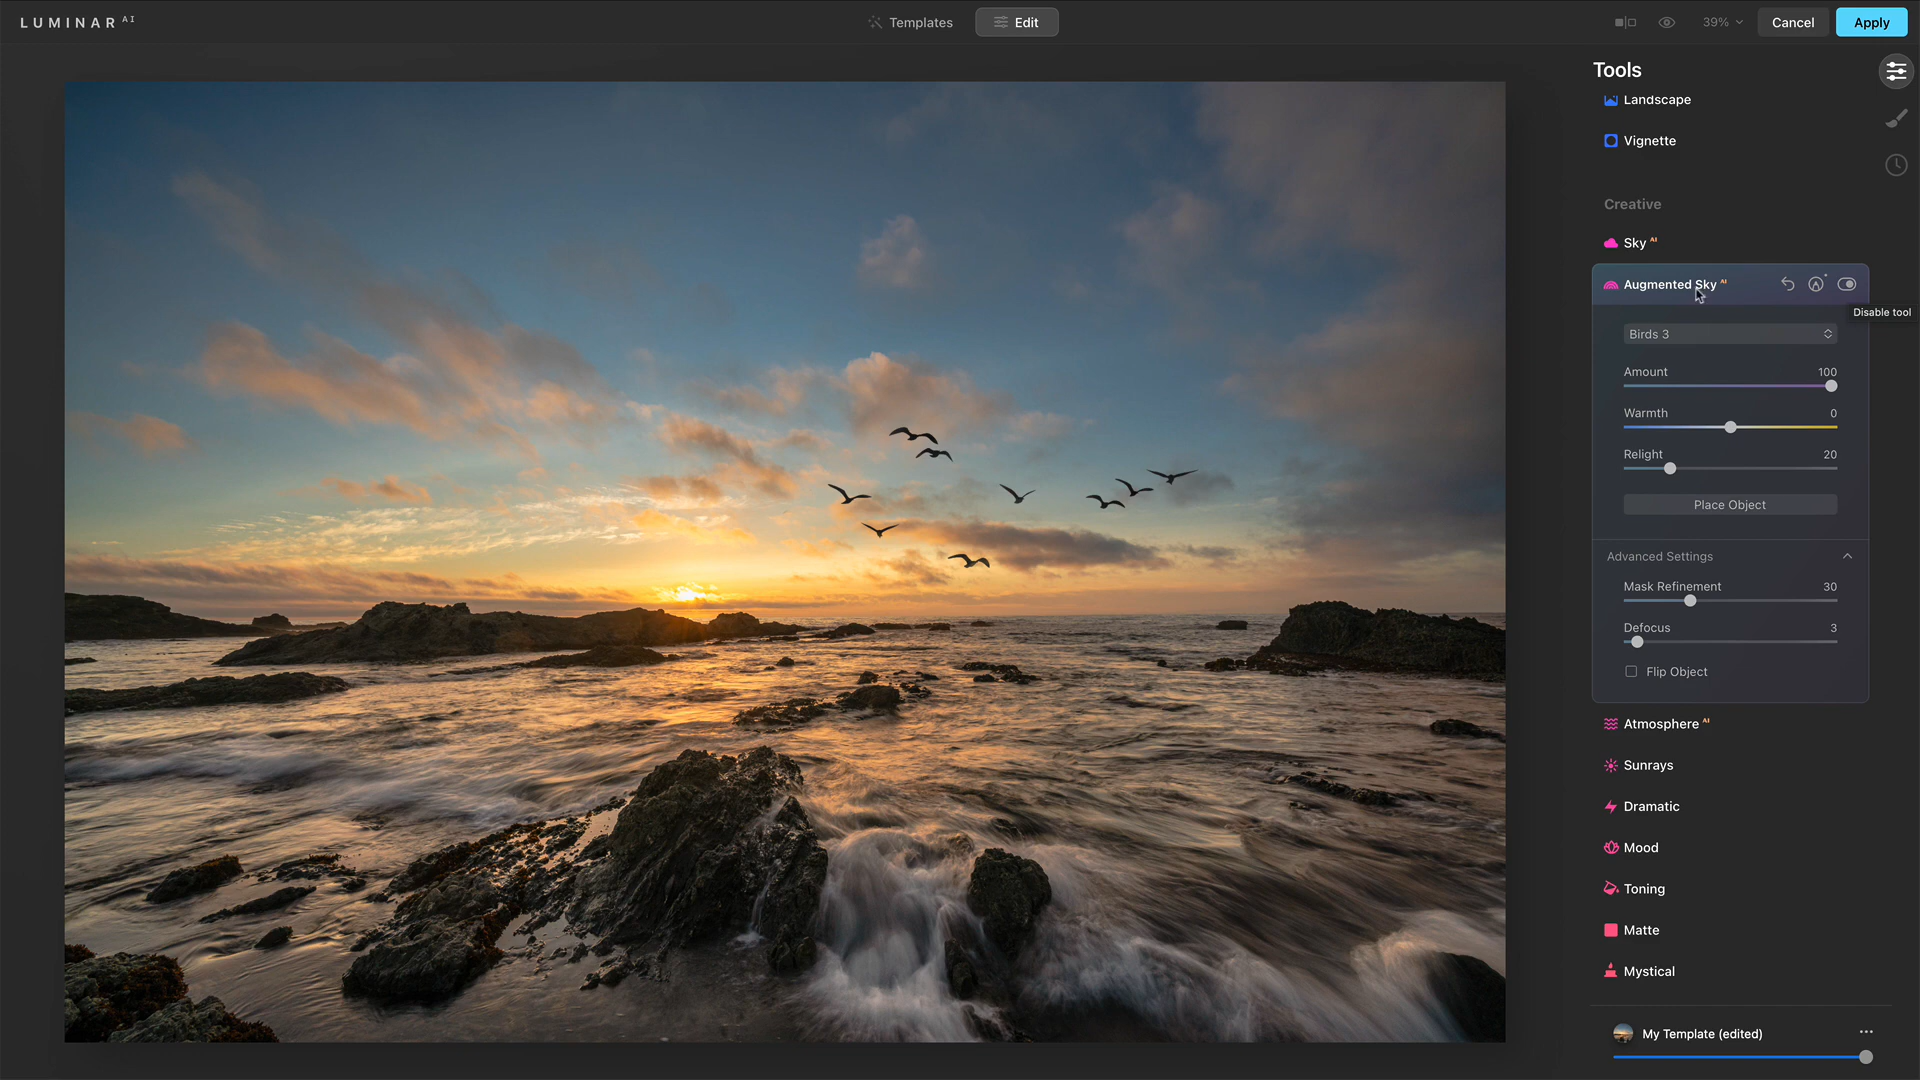 LUMINAR AI
Templates
Edit
39%
Cancel
Apply
Tools
Landscape
Vignette
Creative
Sky AI
Augmented Sky AI
Disable tool
Birds 3
Amount 100
Warmth 0
Relight 20
Place Object
Advanced Settings
Mask Refinement 30
Defocus 3
Flip Object
Atmosphere AI
Sunrays
Dramatic
Mood
Toning
Matte
Mystical
My Template (edited)